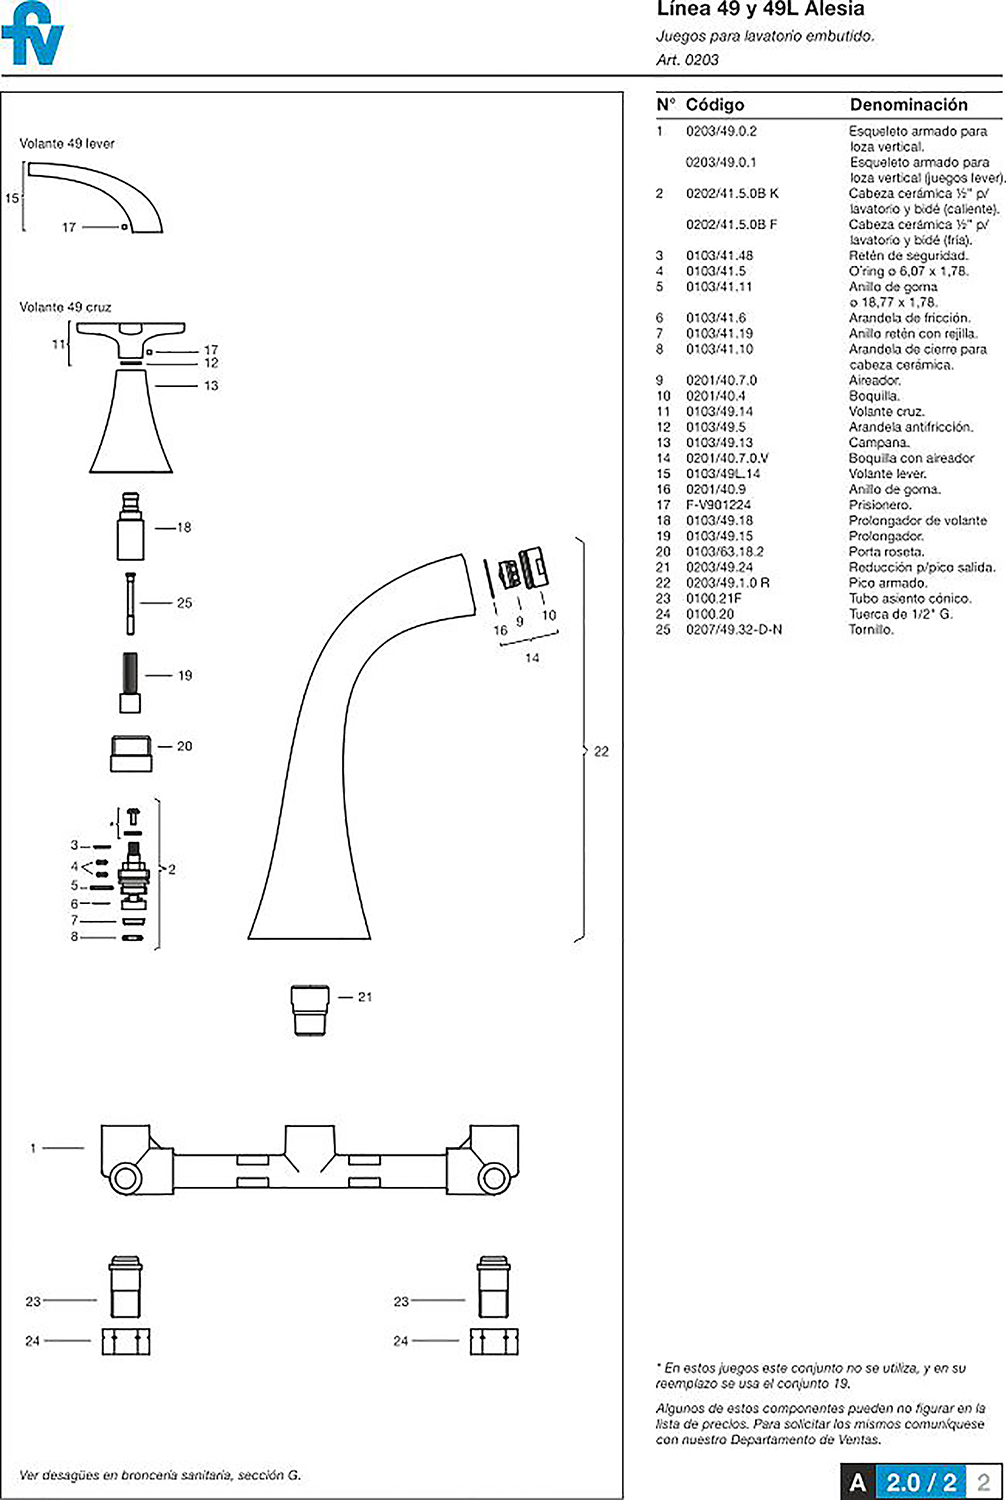 fv
Línea 49 y 49L Alesia
Juegos para lavatorio embutido.
Art. 0203
Volante 49 lever
15
17
Volante 49 cruz
11
17
12
13
18
25
19
20
*
3
4
5
6
7
8
2
16
9
10
14
22
21
1
23
23
24
24
Ver desagües en broncería sanitaria, sección G.
N° Código Denominación
1 0203/49.0.2 Esqueleto armado para
loza vertical.
0203/49.0.1 Esqueleto armado para
loza vertical (juegos lever).
2 0202/41.5.0B K Cabeza cerámica ½" p/
lavatorio y bidé (caliente).
0202/41.5.0B F Cabeza cerámica ½" p/
lavatorio y bidé (fría).
3 0103/41.48 Retén de seguridad.
4 0103/41.5 O'ring ø 6,07 x 1,78.
5 0103/41.11 Anillo de goma
ø 18,77 x 1,78.
6 0103/41.6 Arandela de fricción.
7 0103/41.19 Anillo retén con rejilla.
8 0103/41.10 Arandela de cierre para
cabeza cerámica.
9 0201/40.7.0 Aireador.
10 0201/40.4 Boquilla.
11 0103/49.14 Volante cruz.
12 0103/49.5 Arandela antifricción.
13 0103/49.13 Campana.
14 0201/40.7.0.V Boquilla con aireador
15 0103/49L.14 Volante lever.
16 0201/40.9 Anillo de goma.
17 F-V901224 Prisionero.
18 0103/49.18 Prolongador de volante
19 0103/49.15 Prolongador.
20 0103/63.18.2 Porta roseta.
21 0203/49.24 Reducción p/pico salida.
22 0203/49.1.0 R Pico armado.
23 0100.21F Tubo asiento cónico.
24 0100.20 Tuerca de 1/2" G.
25 0207/49.32-D-N Tornillo.
* En estos juegos este conjunto no se utiliza, y en su
reemplazo se usa el conjunto 19.
Algunos de estos componentes pueden no figurar en la
lista de precios. Para solicitar los mismos comuníquese
con nuestro Departamento de Ventas.
A 2.0 / 2 2